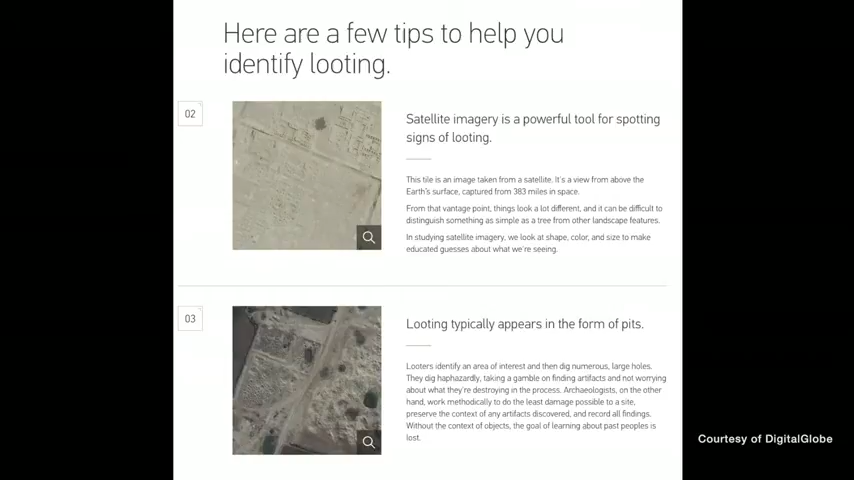 Here are a few tips to help you
identify looting.
02
Satellite imagery is a powerful tool for spotting
signs of looting.
This tile is an image taken from a satellite. It's a view from above the
Earth's surface, captured from 383 miles in space.
From that vantage point, things look a lot different, and it can be difficult to
distinguish something as simple as a tree from other landscape features.
In studying satellite imagery, we look at shape, color, and size to make
educated guesses about what we're seeing.
03
Looting typically appears in the form of pits.
Looters identify an area of interest and then dig numerous, large holes.
They dig haphazardly, taking a gamble on finding artifacts and not worrying
about what they're destroying in the process. Archaeologists, on the other
hand, work methodically to do the least damage possible to a site,
preserve the context of any artifacts discovered, and record all findings.
Without the context of objects, the goal of learning about past peoples is
lost.
Courtesy of DigitalGlobe